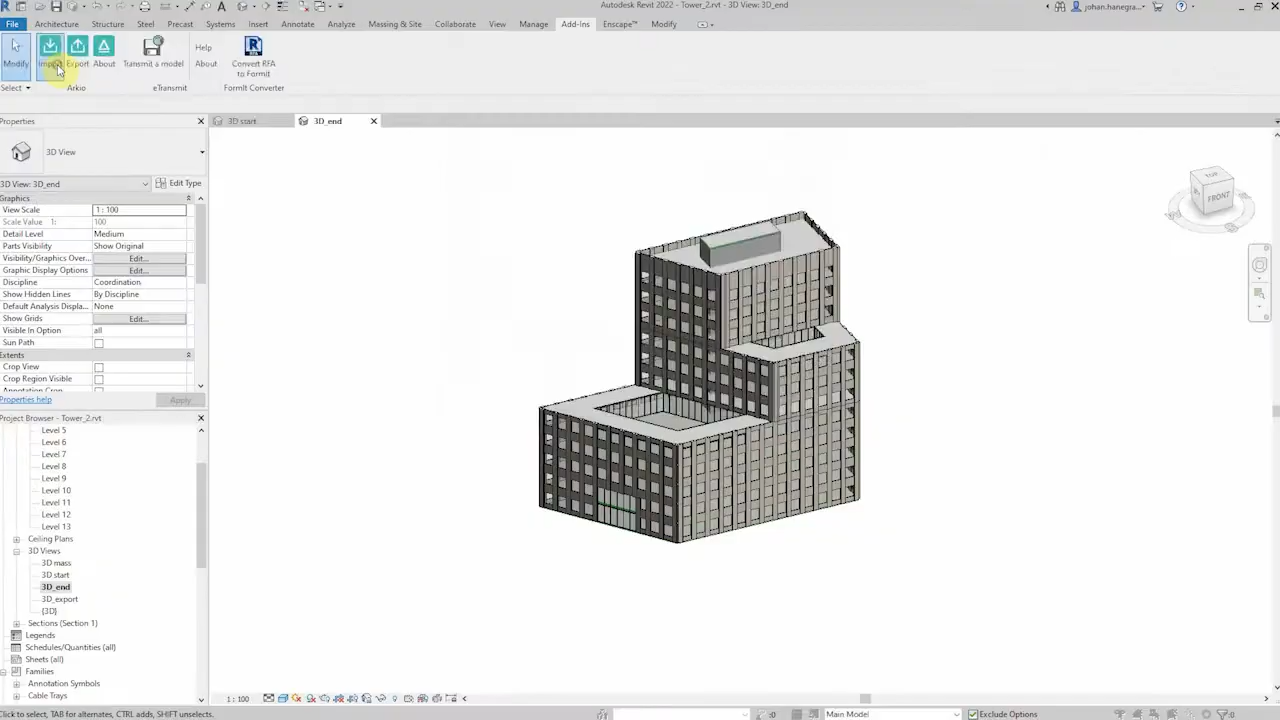 Autodesk Revit 2022 - Tower_2.rvt - 3D View: 3D_end
johan.hanegra...
File Architecture Structure Steel Precast Systems Insert Annotate Analyze Massing & Site Collaborate View Manage Add-Ins Enscape™ Modify
Modify Import Export About Transmit a model Help About Convert RFA to FormIt
Select Arkio eTransmit FormIt Converter
Properties
3D start
3D_end
3D View
3D View: 3D_end Edit Type
Graphics
View Scale 1 : 100
Scale Value 1: 100
Detail Level Medium
Parts Visibility Show Original
Visibility/Graphics Over... Edit...
Graphic Display Options Edit...
Discipline Coordination
Show Hidden Lines By Discipline
Default Analysis Displa... None
Show Grids Edit...
Visible In Option all
Sun Path
Extents
Crop View
Crop Region Visible
Annotation Crop
Properties help Apply
TOP
FRONT
Project Browser - Tower_2.rvt
Level 5
Level 6
Level 7
Level 8
Level 9
Level 10
Level 11
Level 12
Level 13
Ceiling Plans
3D Views
3D mass
3D start
3D_end
3D_export
{3D}
Sections (Section 1)
Legends
Schedules/Quantities (all)
Sheets (all)
Families
Annotation Symbols
Cable Trays
1 : 100
Click to select, TAB for alternates, CTRL adds, SHIFT unselects.
:0 Main Model Exclude Options :0